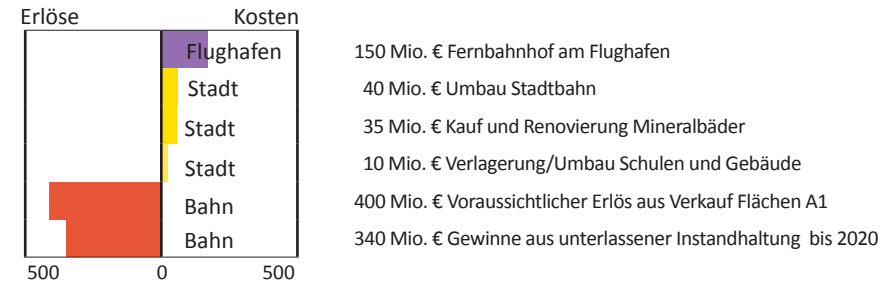 Erlöse Kosten
Flughafen 150 Mio. € Fernbahnhof am Flughafen
Stadt 40 Mio. € Umbau Stadtbahn
Stadt 35 Mio. € Kauf und Renovierung Mineralbäder
Stadt 10 Mio. € Verlagerung/Umbau Schulen und Gebäude
Bahn 400 Mio. € Voraussichtlicher Erlös aus Verkauf Flächen A1
Bahn 340 Mio. € Gewinne aus unterlassener Instandhaltung bis 2020
500 0 500